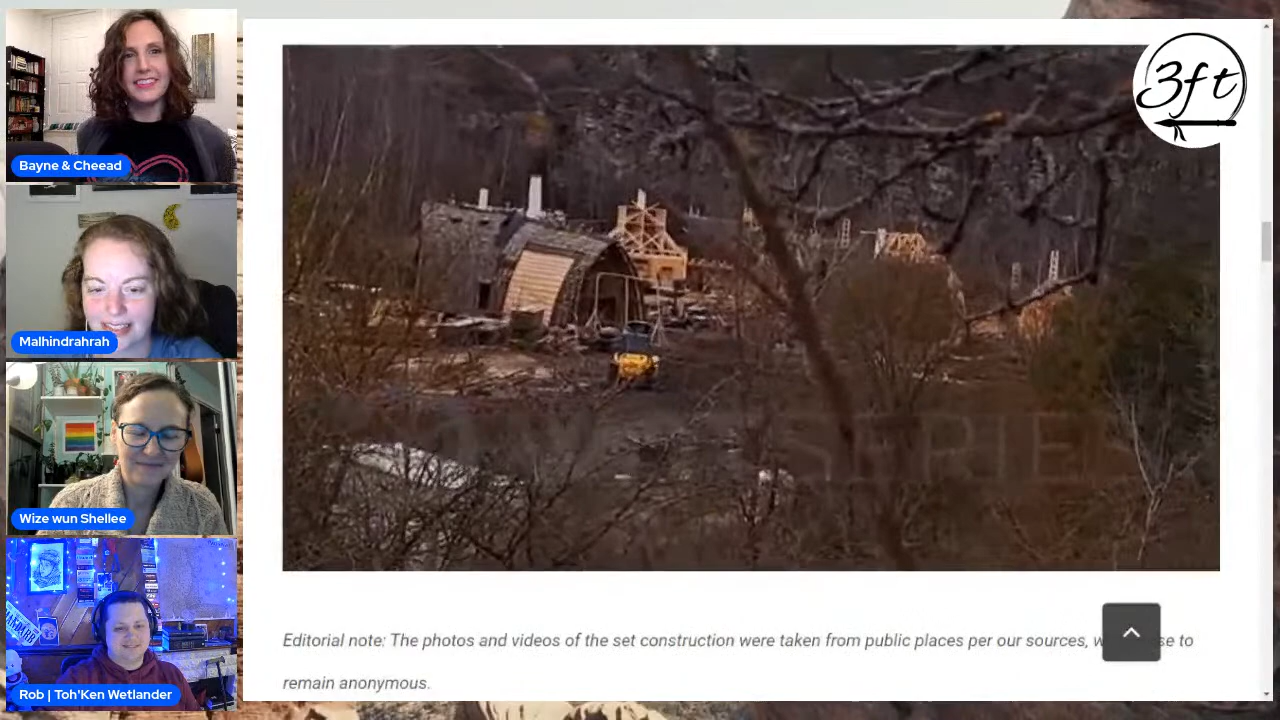 Bayne & Cheead
Malhindrahrah
Wize wun Shellee
Rob | Toh'Ken Wetlander
3ft
SERIES
Editorial note: The photos and videos of the set construction were taken from public places per our sources, w se to
remain anonymous.